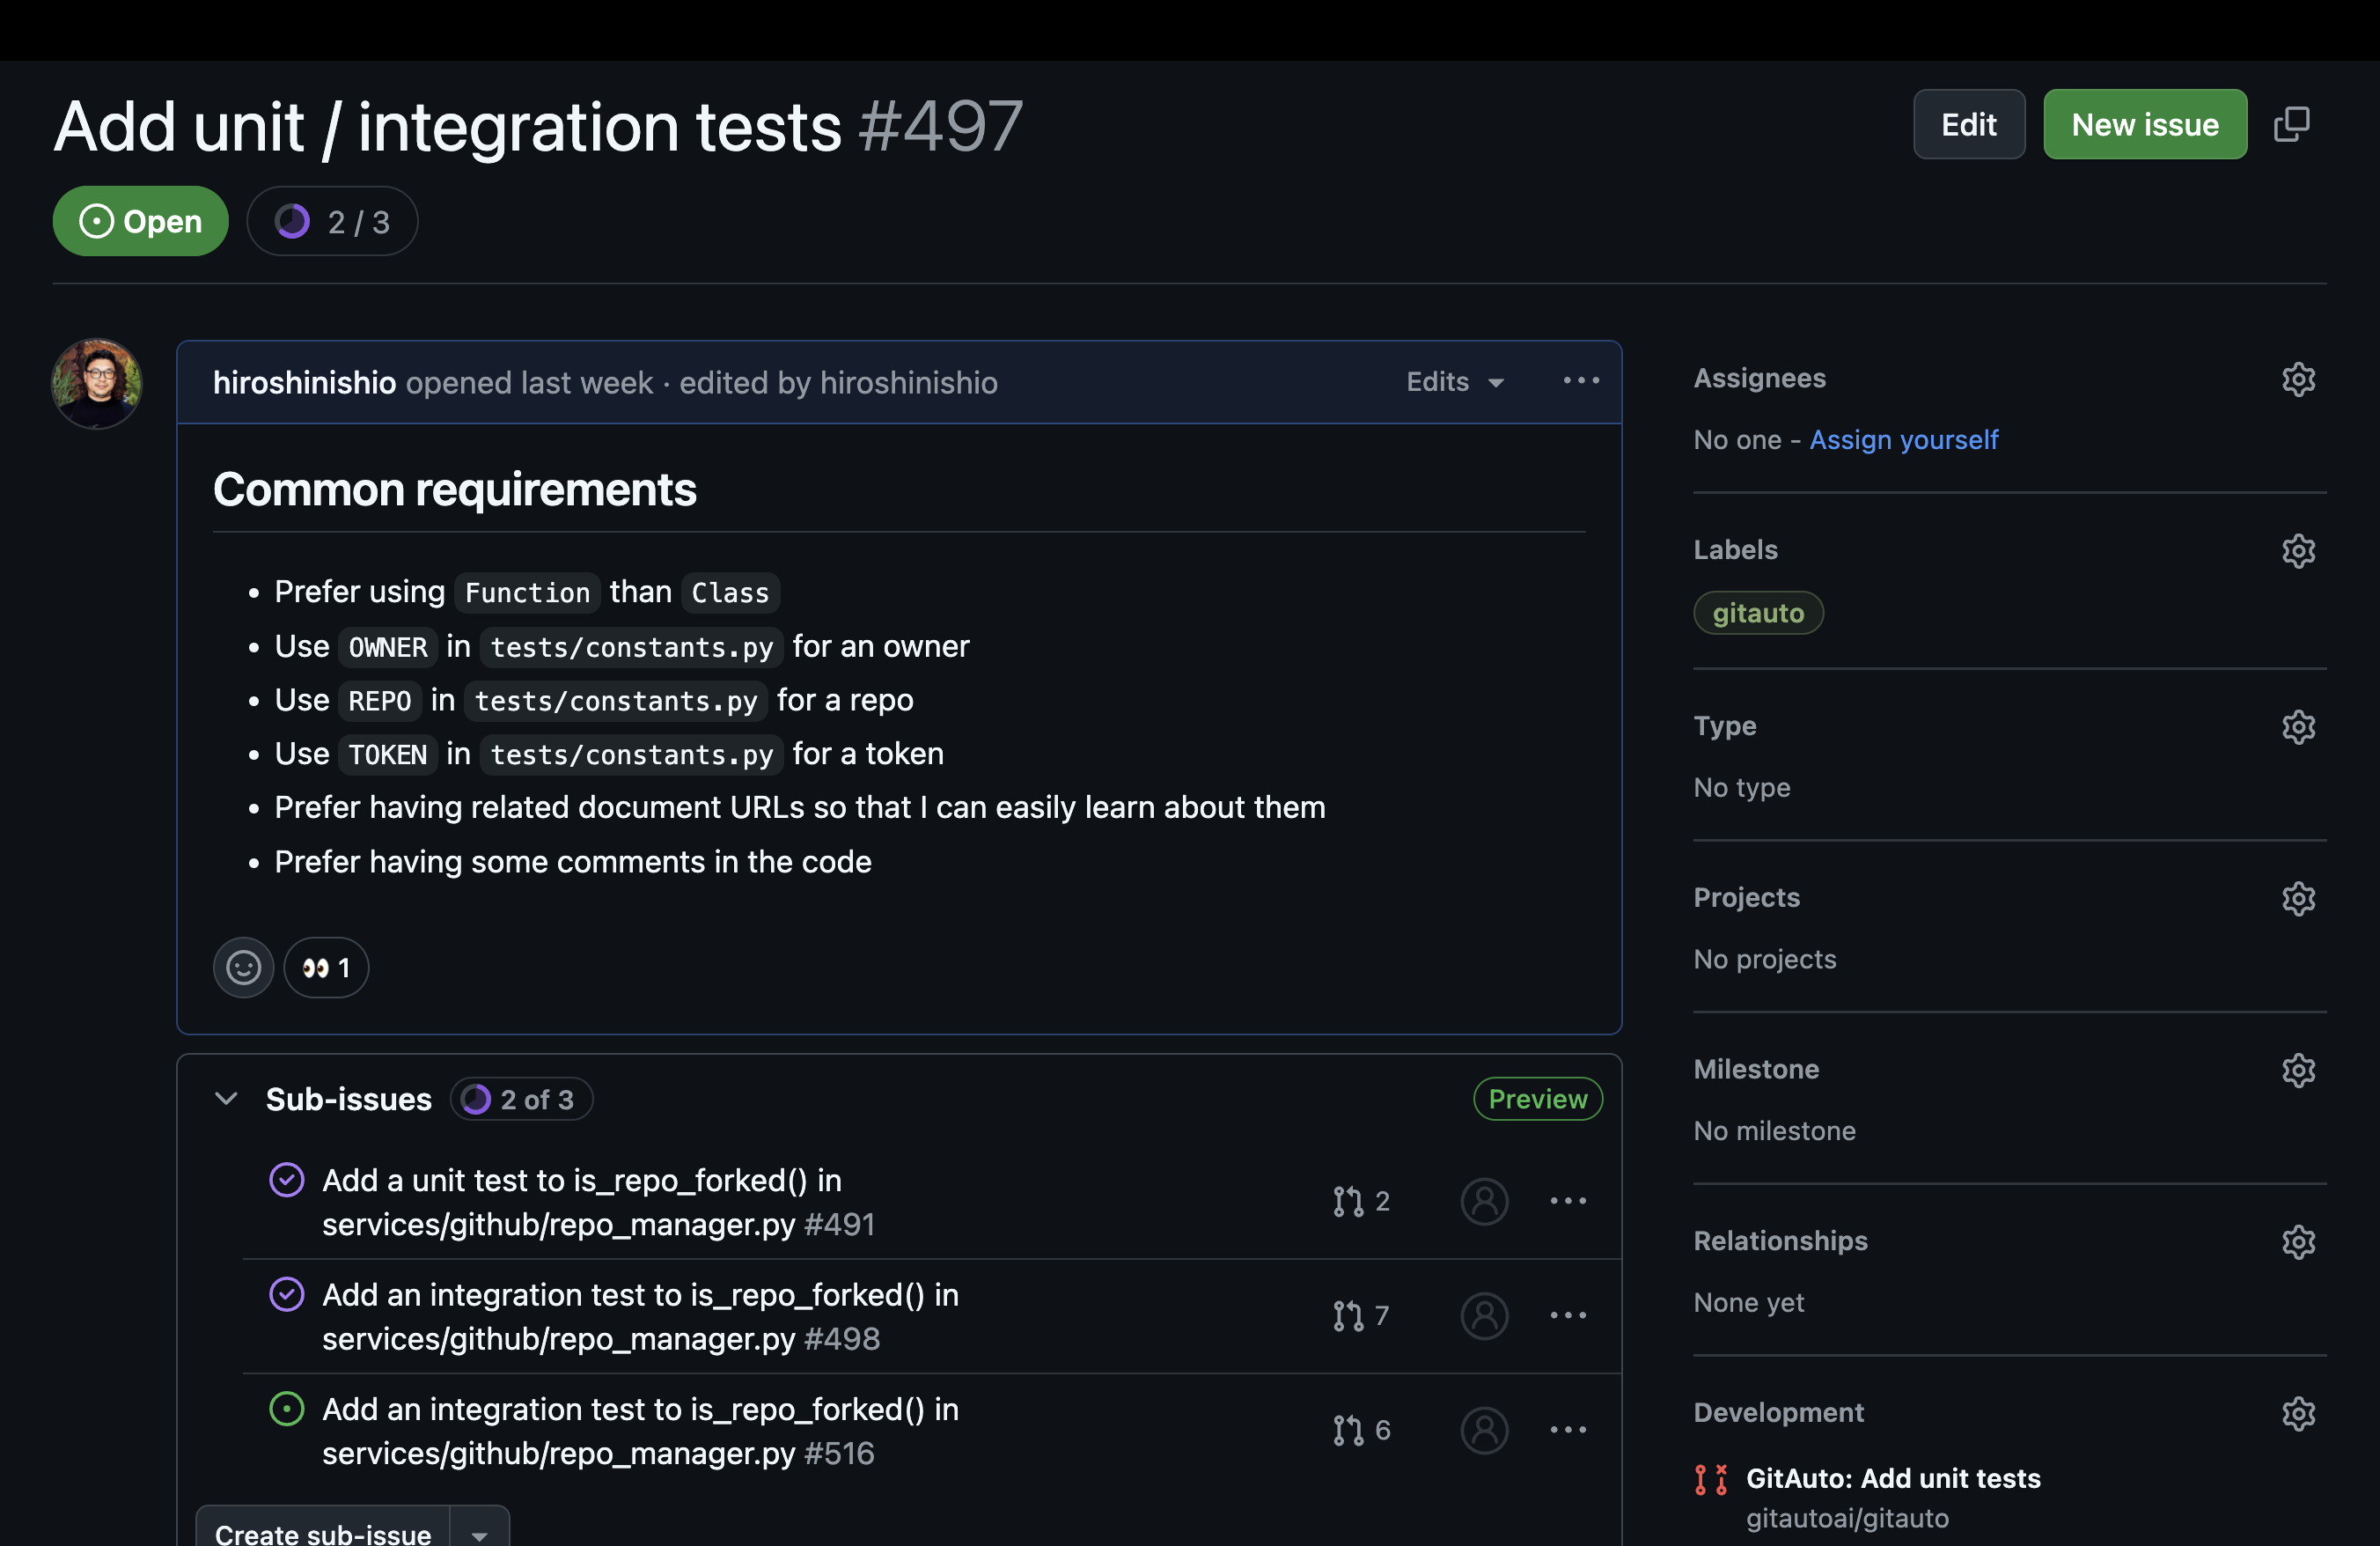 Add unit / integration tests #497
Edit
New issue
Open
2 / 3
hiroshinishio opened last week · edited by hiroshinishio
Edits
Common requirements
Prefer using Function than Class
Use OWNER in tests/constants.py for an owner
Use REPO in tests/constants.py for a repo
Use TOKEN in tests/constants.py for a token
Prefer having related document URLs so that I can easily learn about them
Prefer having some comments in the code
👀 1
Sub-issues
2 of 3
Preview
Add a unit test to is_repo_forked() in
services/github/repo_manager.py #491
2
Add an integration test to is_repo_forked() in
services/github/repo_manager.py #498
7
Add an integration test to is_repo_forked() in
services/github/repo_manager.py #516
6
Create sub-issue
Assignees
No one - Assign yourself
Labels
gitauto
Type
No type
Projects
No projects
Milestone
No milestone
Relationships
None yet
Development
GitAuto: Add unit tests
gitautoai/gitauto